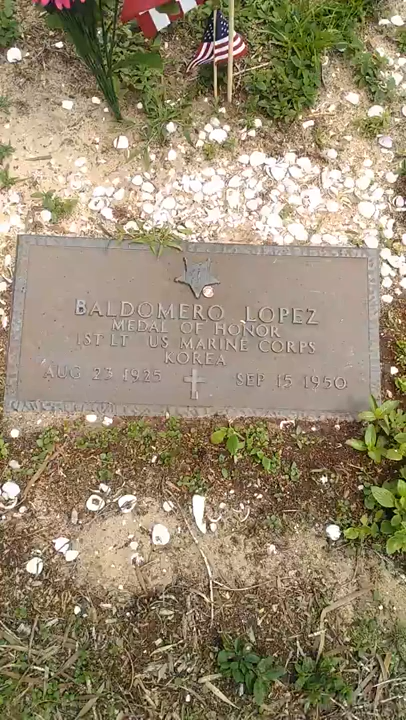 BALDOMERO LOPEZ
MEDAL OF HONOR
1ST LT US MARINE CORPS
KOREA
AUG 23 1925 SEP 15 1950